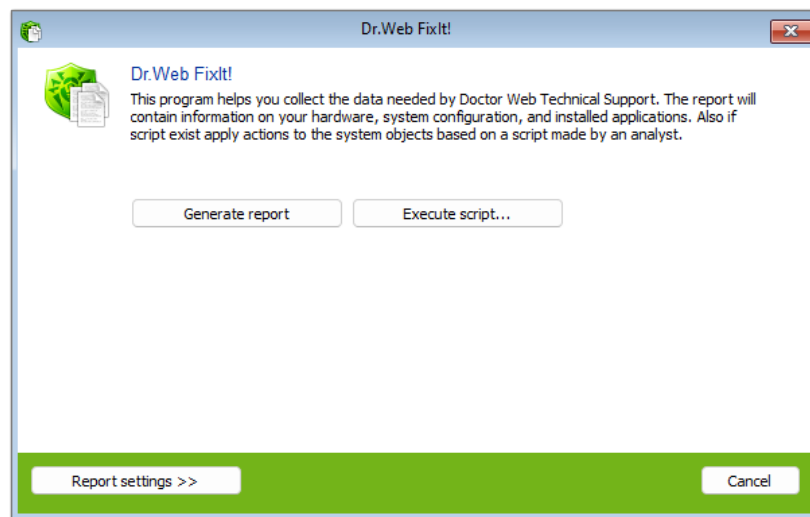 Dr.Web FixIt!
Dr.Web FixIt!
This program helps you collect the data needed by Doctor Web Technical Support. The report will
contain information on your hardware, system configuration, and installed applications. Also if
script exist apply actions to the system objects based on a script made by an analyst.
Generate report
Execute script...
Report settings >>
Cancel